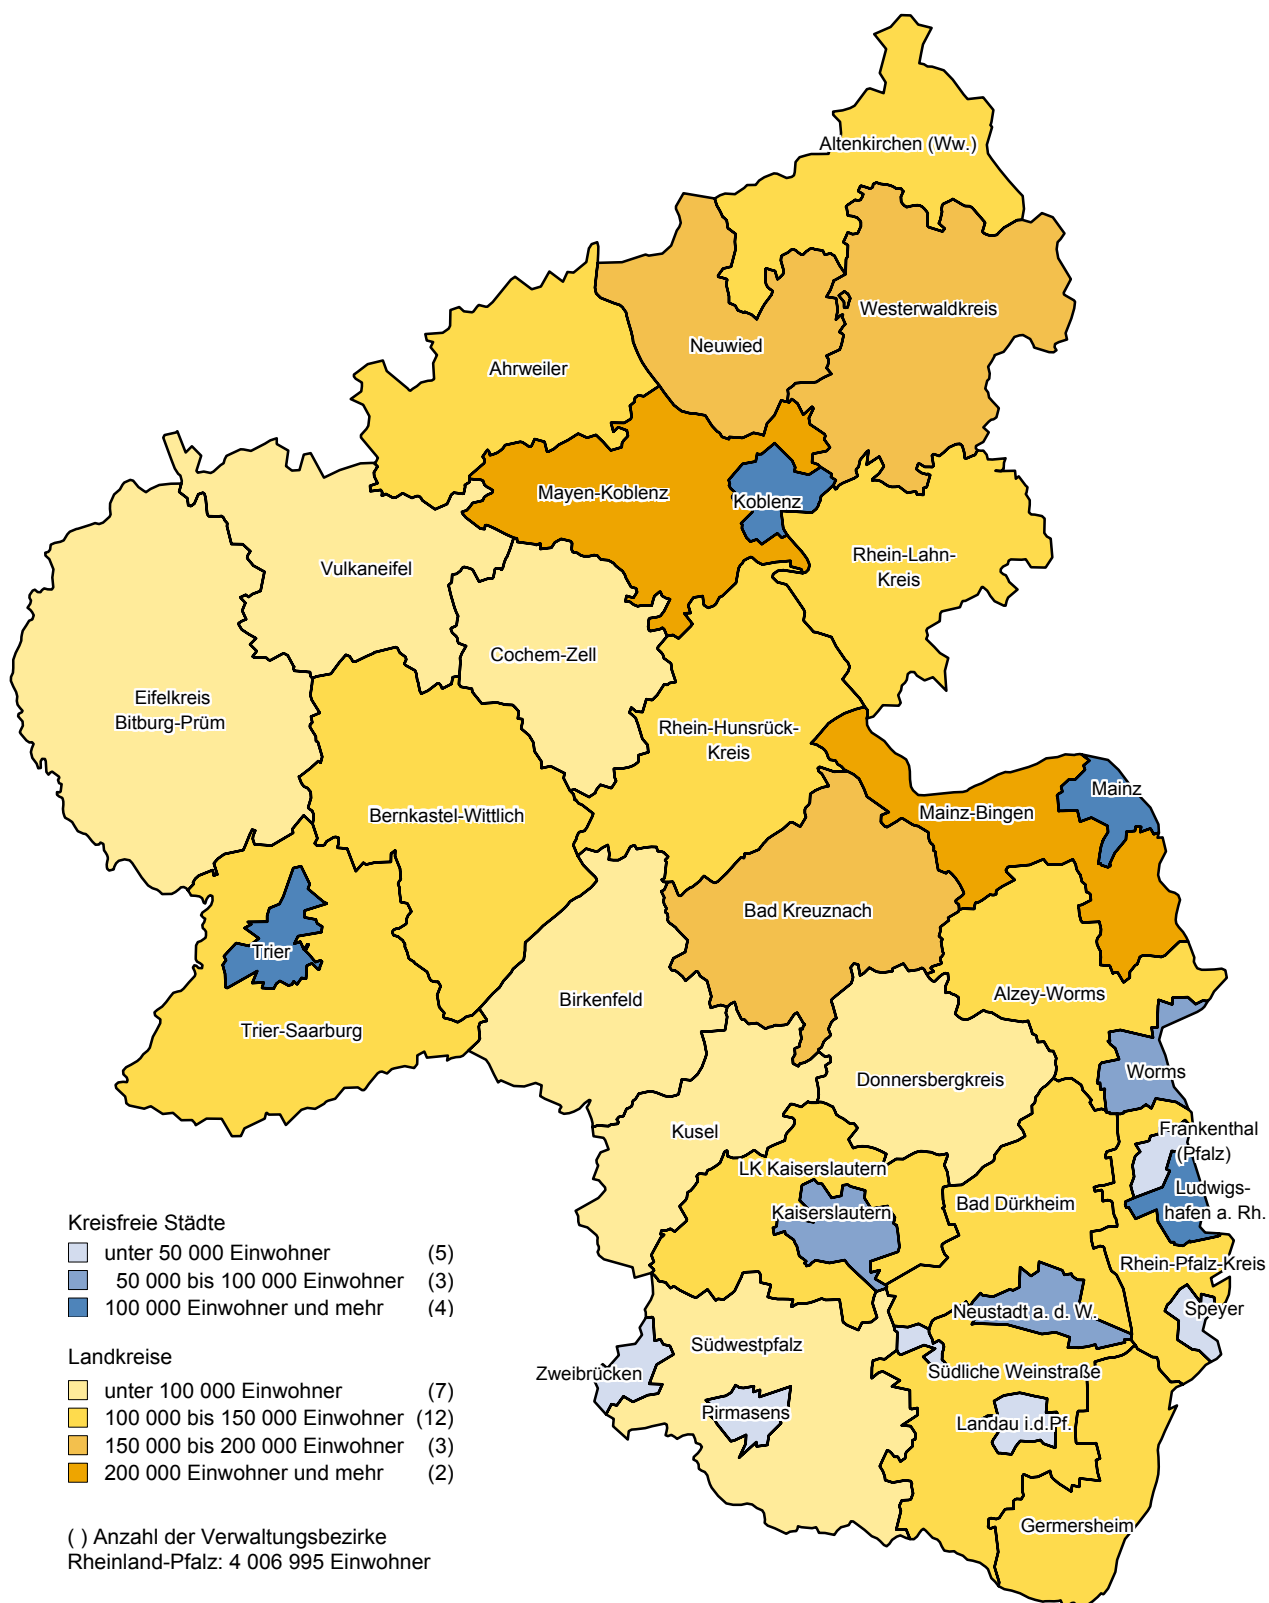 Altenkirchen (Ww.)
Westerwaldkreis
Neuwied
Ahrweiler
Mayen-Koblenz
Koblenz
Rhein-Lahn-
Kreis
Vulkaneifel
Cochem-Zell
Eifelkreis
Bitburg-Prüm
Rhein-Hunsrück-
Kreis
Mainz
Mainz-Bingen
Bernkastel-Wittlich
Bad Kreuznach
Trier
Alzey-Worms
Birkenfeld
Trier-Saarburg
Worms
Donnersbergkreis
Kusel
Frankenthal
(Pfalz)
LK Kaiserslautern
Ludwigs-
hafen a. Rh.
Bad Dürkheim
Kaiserslautern
Rhein-Pfalz-Kreis
Speyer
Neustadt a. d. W.
Südwestpfalz
Zweibrücken
Südliche Weinstraße
Pirmasens
Landau i.d.Pf.
Germersheim
Kreisfreie Städte
unter 50 000 Einwohner (5)
50 000 bis 100 000 Einwohner (3)
100 000 Einwohner und mehr (4)
Landkreise
unter 100 000 Einwohner (7)
100 000 bis 150 000 Einwohner (12)
150 000 bis 200 000 Einwohner (3)
200 000 Einwohner und mehr (2)
( ) Anzahl der Verwaltungsbezirke
Rheinland-Pfalz: 4 006 995 Einwohner